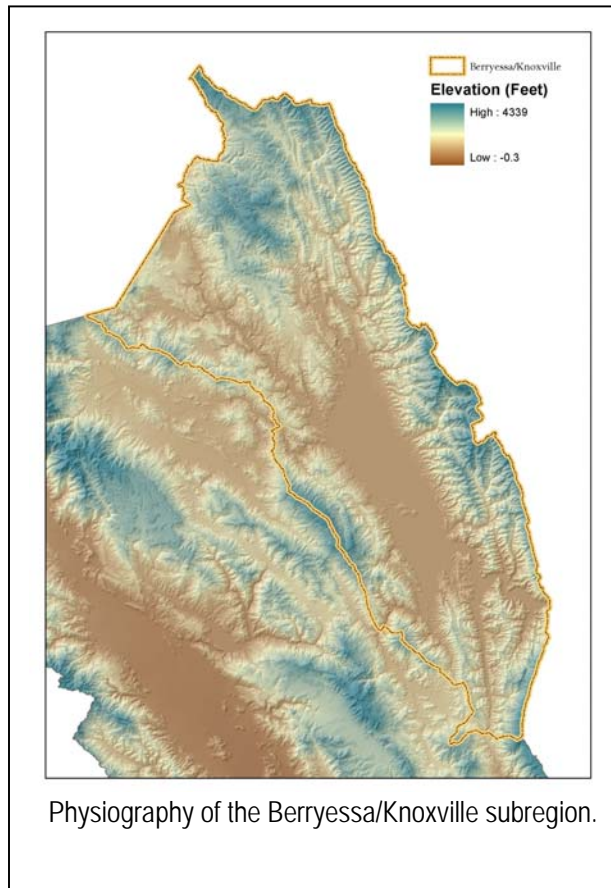 Berryessa/Knoxville
Elevation (Feet)
High : 4339
Low : -0.3
Physiography of the Berryessa/Knoxville subregion.